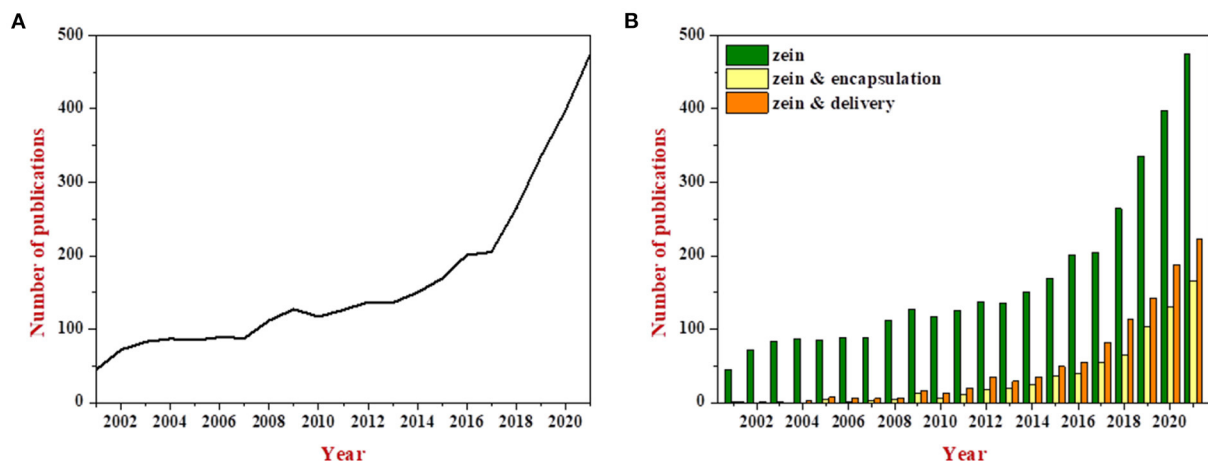 A
500
400
300
200
100
0
Number of publications
2002 2004 2006 2008 2010 2012 2014 2016 2018 2020
Year
B
500
400
300
200
100
0
Number of publications
zein
zein & encapsulation
zein & delivery
2002 2004 2006 2008 2010 2012 2014 2016 2018 2020
Year